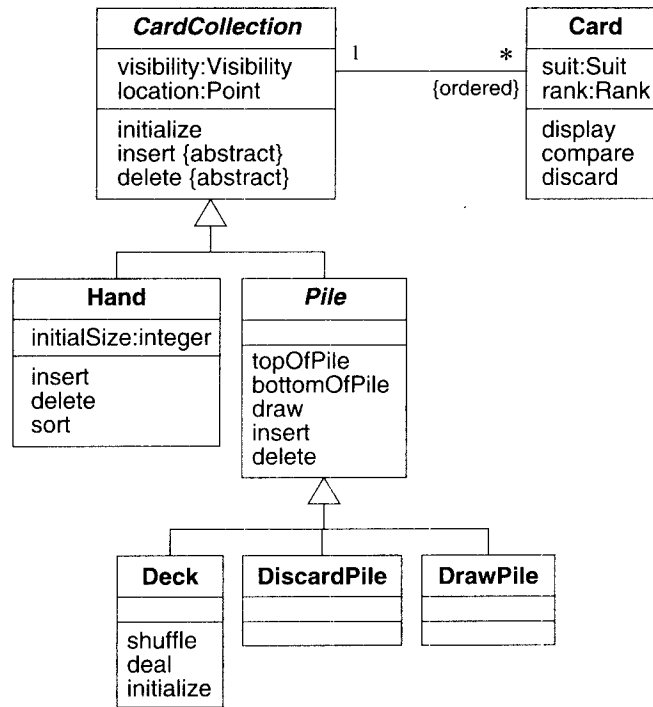 CardCollection
visibility:Visibility
location:Point
initialize
insert {abstract}
delete {abstract}
1
*
{ordered}
Card
suit:Suit
rank:Rank
display
compare
discard
Hand
initialSize:integer
insert
delete
sort
Pile
topOfPile
bottomOfPile
draw
insert
delete
Deck
shuffle
deal
initialize
DiscardPile
DrawPile